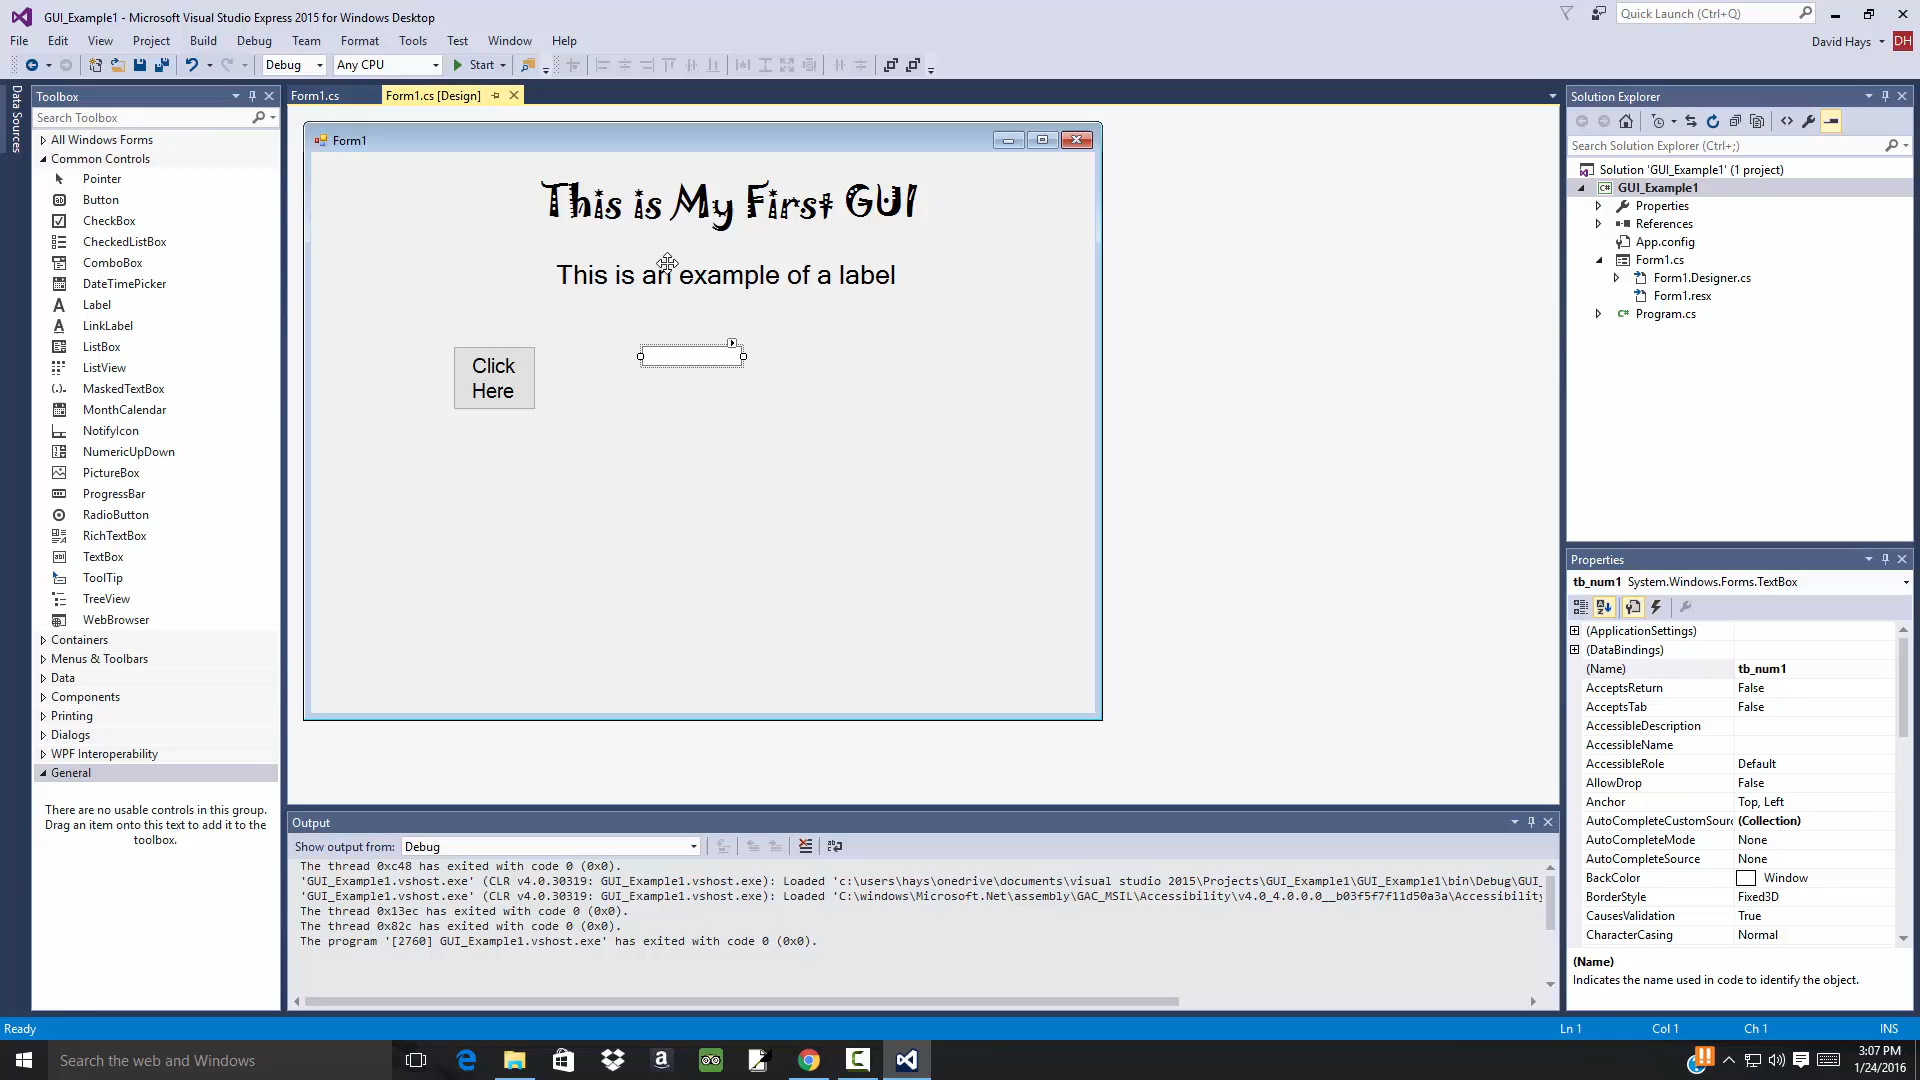 GUI_Example1 - Microsoft Visual Studio Express 2015 for Windows Desktop
Quick Launch (Ctrl+Q)
File Edit View Project Build Debug Team Format Tools Test Window Help
David Hays DH
Debug Any CPU Start
Data Sources
Toolbox
Search Toolbox
All Windows Forms
Common Controls
Pointer
Button
CheckBox
CheckedListBox
ComboBox
DateTimePicker
Label
LinkLabel
ListBox
ListView
MaskedTextBox
MonthCalendar
NotifyIcon
NumericUpDown
PictureBox
ProgressBar
RadioButton
RichTextBox
TextBox
ToolTip
TreeView
WebBrowser
Containers
Menus & Toolbars
Data
Components
Printing
Dialogs
WPF Interoperability
General
There are no usable controls in this group.
Drag an item onto this text to add it to the
toolbox.
Form1.cs Form1.cs [Design]
Form1
This is My First GUI
This is an example of a label
Click
Here
Output
Show output from: Debug
The thread 0xc48 has exited with code 0 (0x0).
'GUI_Example1.vshost.exe' (CLR v4.0.30319: GUI_Example1.vshost.exe): Loaded 'c:\users\hays\onedrive\documents\visual studio 2015\Projects\GUI_Example1\GUI_Example1\bin\Debug\GUI_
'GUI_Example1.vshost.exe' (CLR v4.0.30319: GUI_Example1.vshost.exe): Loaded 'C:\windows\Microsoft.Net\assembly\GAC_MSIL\Accessibility\v4.0_4.0.0.0__b03f5f7f11d50a3a\Accessibility
The thread 0x13ec has exited with code 0 (0x0).
The thread 0x82c has exited with code 0 (0x0).
The program '[2760] GUI_Example1.vshost.exe' has exited with code 0 (0x0).
Solution Explorer
Search Solution Explorer (Ctrl+;)
Solution 'GUI_Example1' (1 project)
GUI_Example1
Properties
References
App.config
Form1.cs
Form1.Designer.cs
Form1.resx
Program.cs
Properties
tb_num1 System.Windows.Forms.TextBox
(ApplicationSettings)
(DataBindings)
(Name) tb_num1
AcceptsReturn False
AcceptsTab False
AccessibleDescription
AccessibleName
AccessibleRole Default
AllowDrop False
Anchor Top, Left
AutoCompleteCustomSourc (Collection)
AutoCompleteMode None
AutoCompleteSource None
BackColor Window
BorderStyle Fixed3D
CausesValidation True
CharacterCasing Normal
(Name)
Indicates the name used in code to identify the object.
Ready Ln 1 Col 1 Ch 1 INS
Search the web and Windows
3:07 PM
1/24/2016